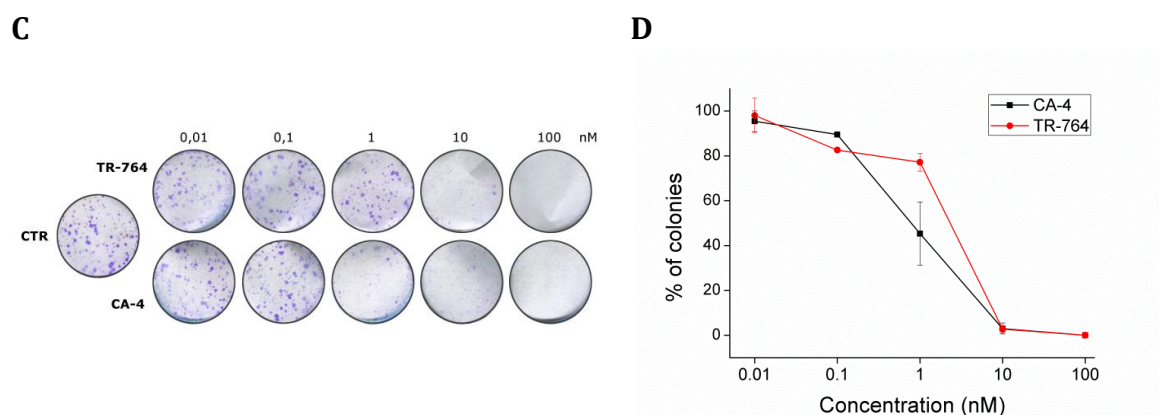 C
0,01 0,1 1 10 100 nM
TR-764
CTR
CA-4
D
CA-4
TR-764
100
80
60
40
20
0
% of colonies
0.01 0.1 1 10 100
Concentration (nM)